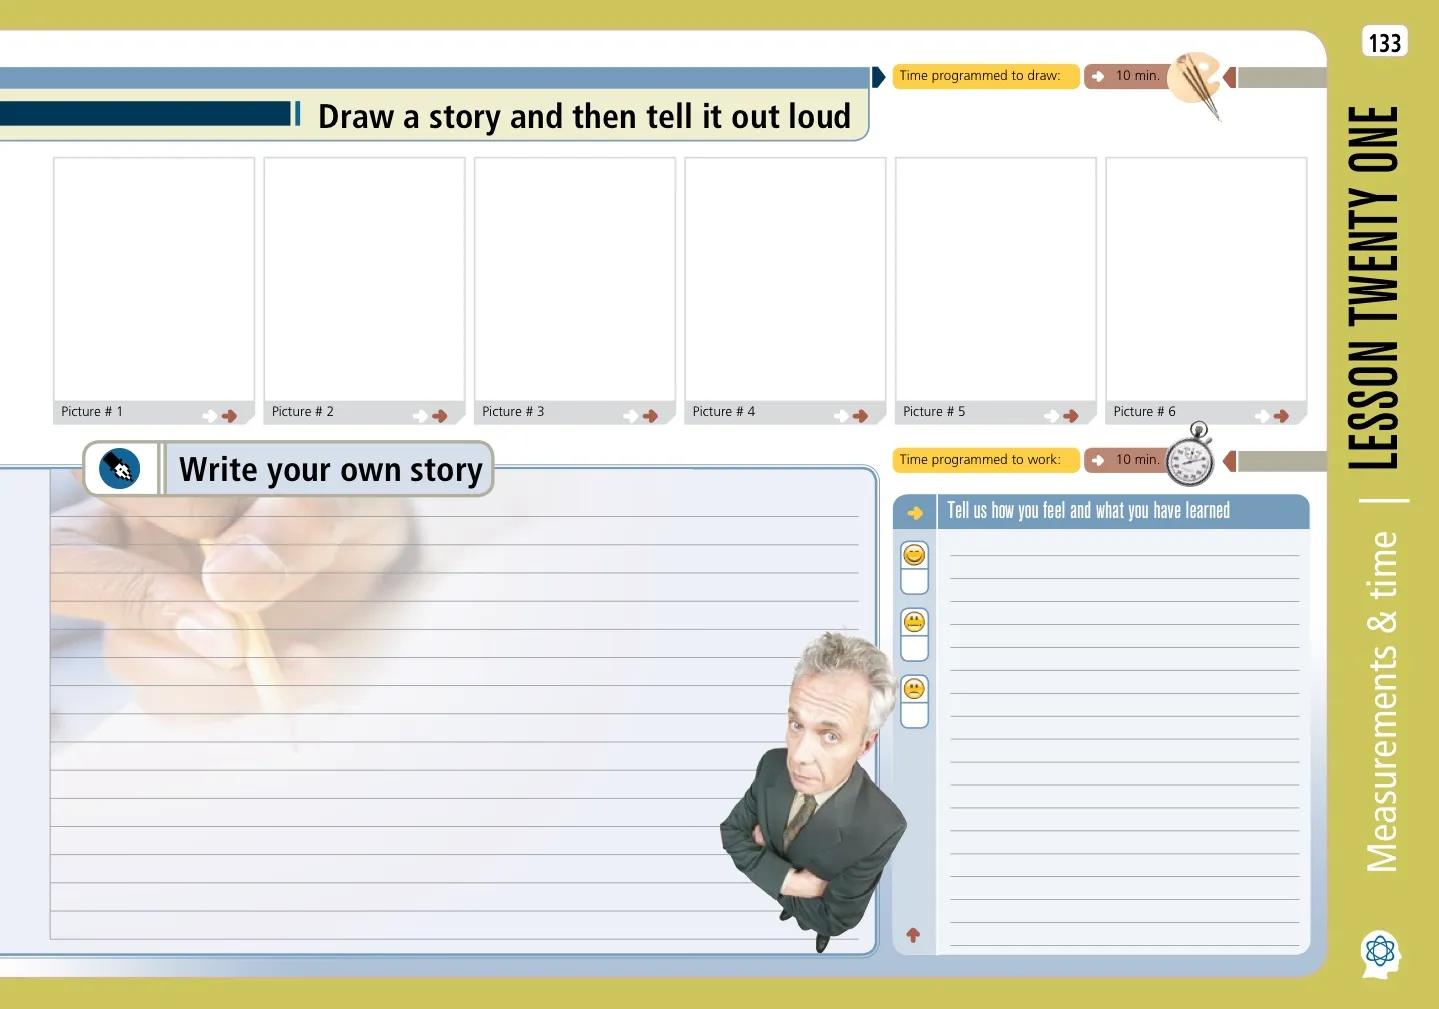 133
Time programmed to draw:
10 min.
Draw a story and then tell it out loud
Picture # 1
Picture # 2
Picture # 3
Picture # 4
Picture # 5
Picture # 6
Write your own story
Time programmed to work:
10 min.
Tell us how you feel and what you have learned
LESSON TWENTY ONE
Measurements & time